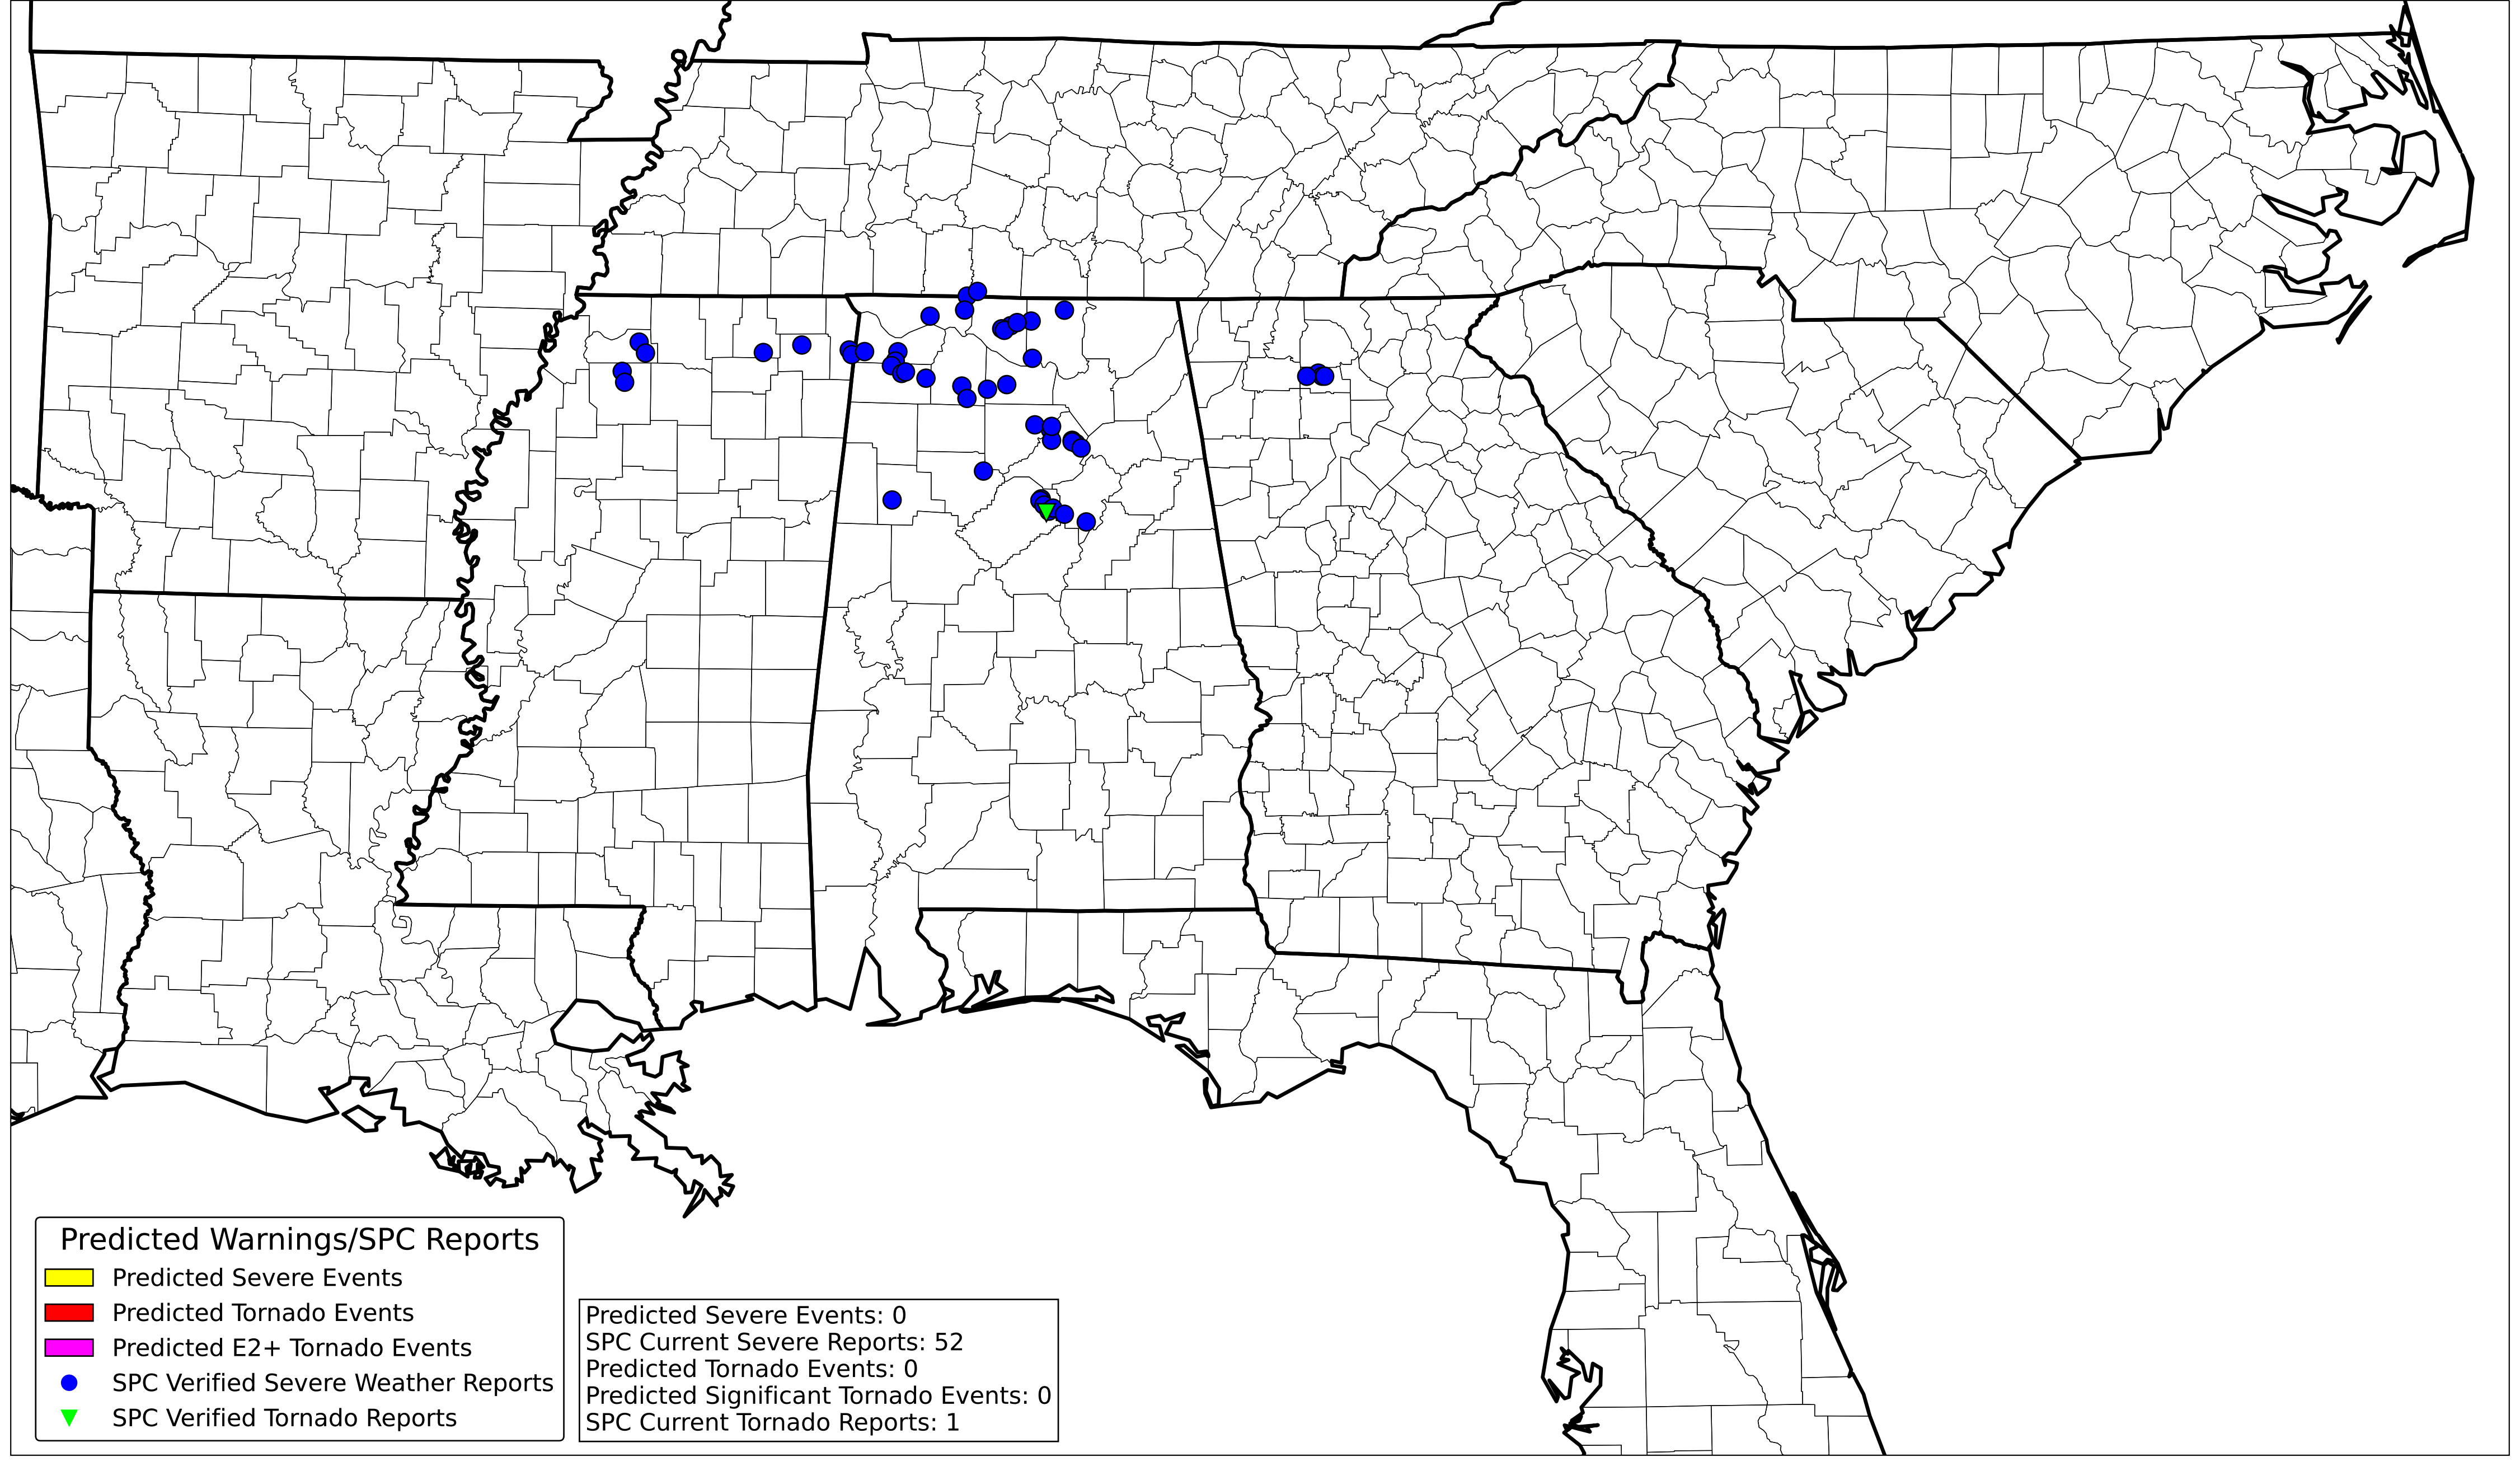 Predicted Warnings/SPC Reports
Predicted Severe Events
Predicted Tornado Events
Predicted E2+ Tornado Events
SPC Verified Severe Weather Reports
SPC Verified Tornado Reports
Predicted Severe Events: 0
SPC Current Severe Reports: 52
Predicted Tornado Events: 0
Predicted Significant Tornado Events: 0
SPC Current Tornado Reports: 1